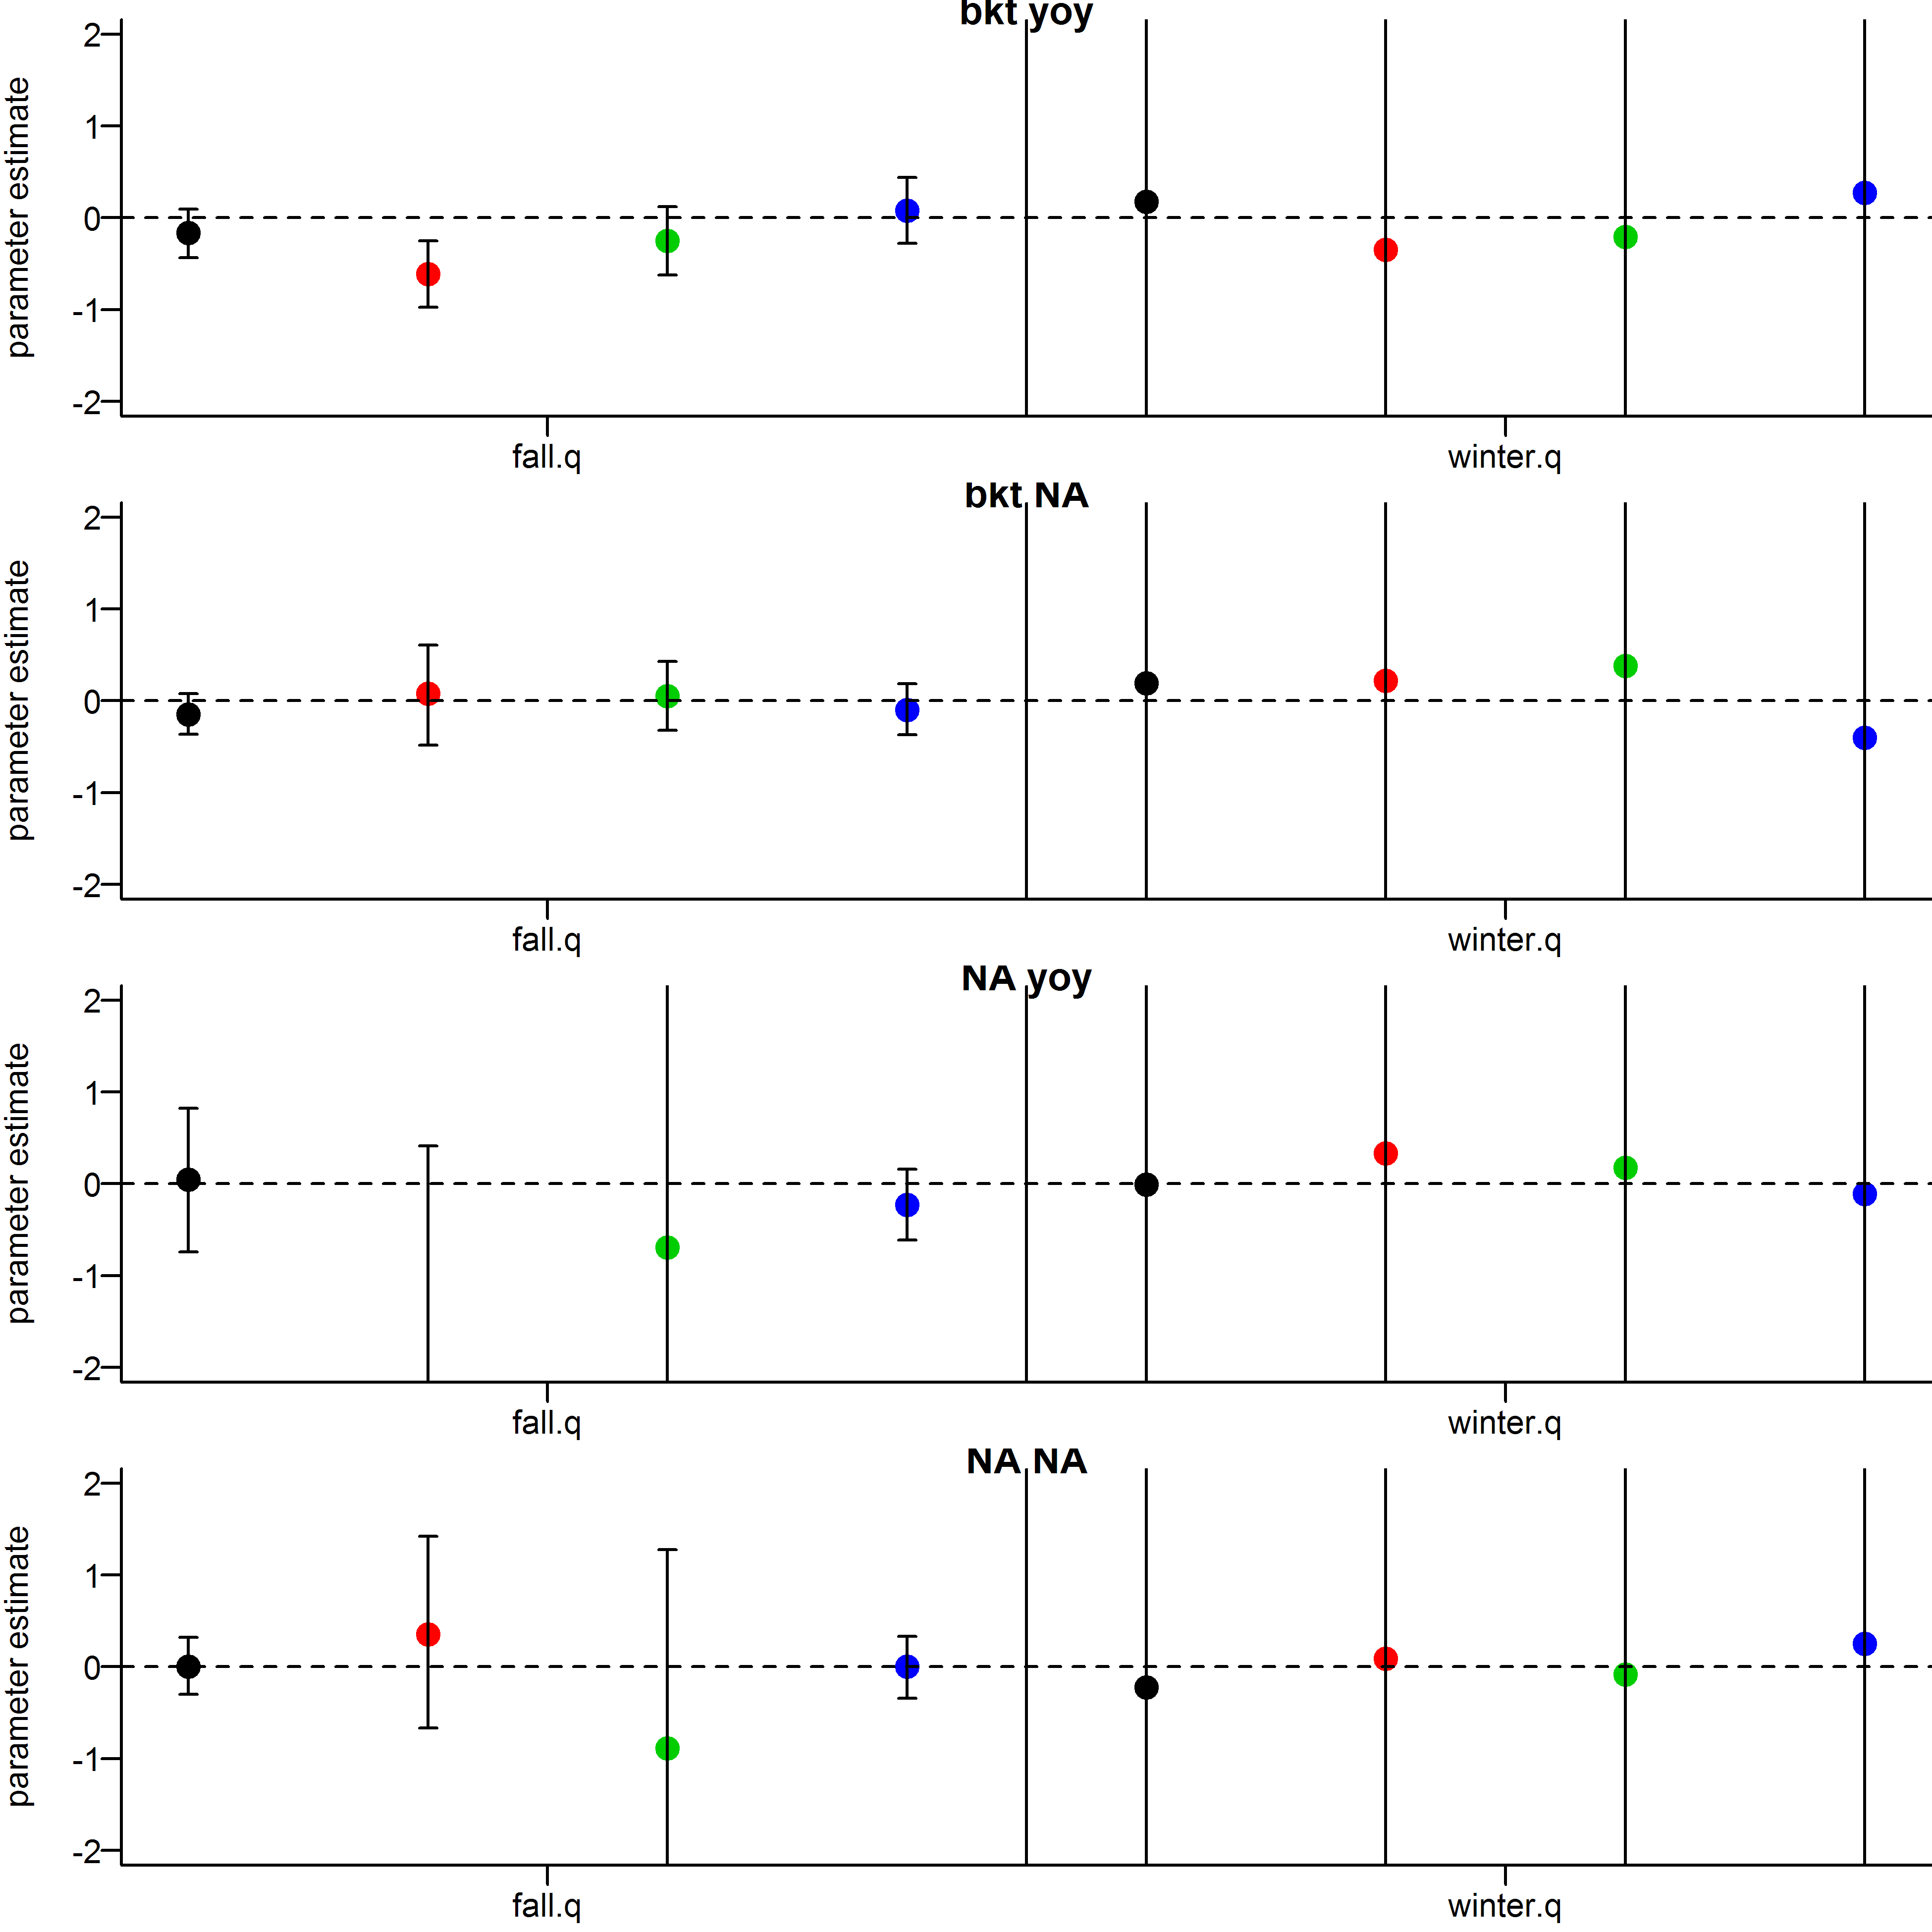 bkt yoy
parameter estimate
2
1
0
-1
-2
fall.q winter.q
bkt NA
parameter estimate
2
1
0
-1
-2
fall.q winter.q
NA yoy
parameter estimate
2
1
0
-1
-2
fall.q winter.q
NA NA
parameter estimate
2
1
0
-1
-2
fall.q winter.q